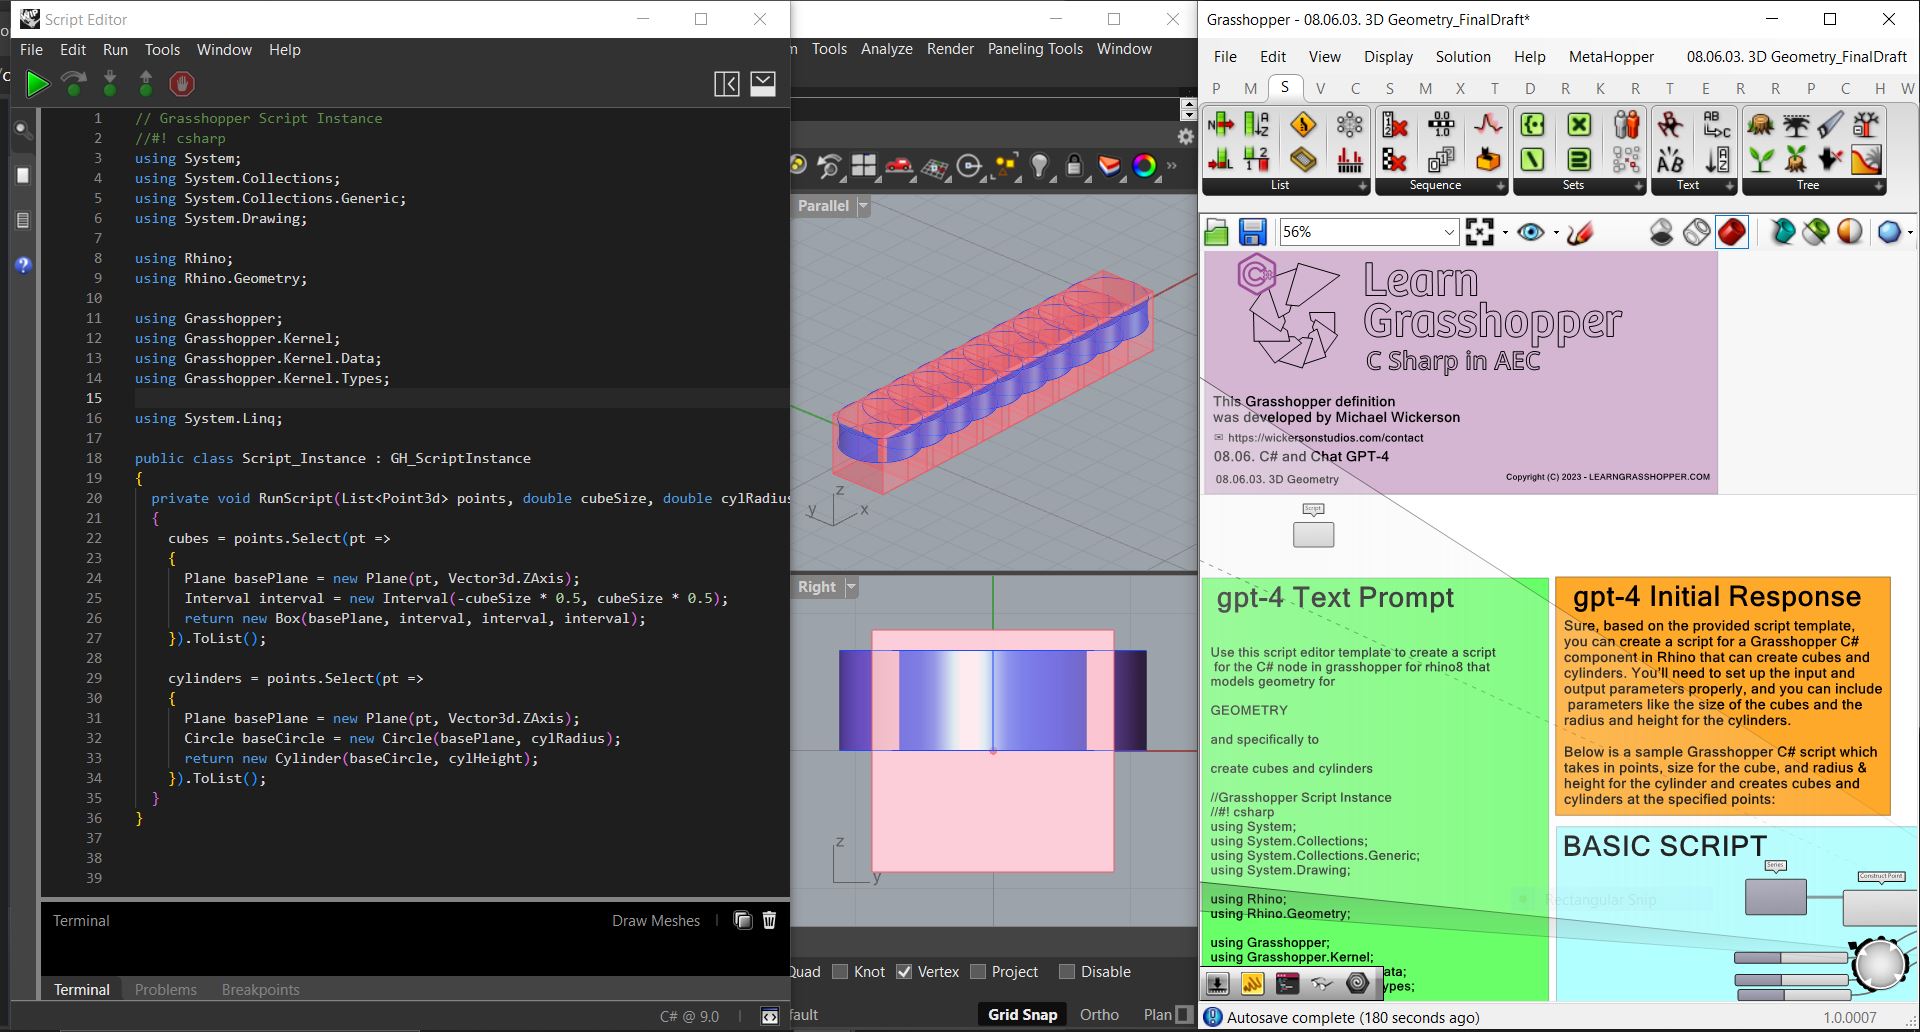 Script Editor
File Edit Run Tools Window Help
1 // Grasshopper Script Instance
2 //#! csharp
3 using System;
4 using System.Collections;
5 using System.Collections.Generic;
6 using System.Drawing;
7
8 using Rhino;
9 using Rhino.Geometry;
10
11 using Grasshopper;
12 using Grasshopper.Kernel;
13 using Grasshopper.Kernel.Data;
14 using Grasshopper.Kernel.Types;
15
16 using System.Linq;
17
18 public class Script_Instance : GH_ScriptInstance
19 {
20 private void RunScript(List<Point3d> points, double cubeSize, double cylRadius
21 {
22 cubes = points.Select(pt =>
23 {
24 Plane basePlane = new Plane(pt, Vector3d.ZAxis);
25 Interval interval = new Interval(-cubeSize * 0.5, cubeSize * 0.5);
26 return new Box(basePlane, interval, interval, interval);
27 }).ToList();
28
29 cylinders = points.Select(pt =>
30 {
31 Plane basePlane = new Plane(pt, Vector3d.ZAxis);
32 Circle baseCircle = new Circle(basePlane, cylRadius);
33 return new Cylinder(baseCircle, cylHeight);
34 }).ToList();
35 }
36 }
37
38
39
Terminal Draw Meshes
Terminal Problems Breakpoints
C# @ 9.0
Tools Analyze Render Paneling Tools Window
Parallel
z
y x
Right
z
y
Quad Knot Vertex Project Disable
fault Grid Snap Ortho Plan
Grasshopper - 08.06.03. 3D Geometry_FinalDraft*
File Edit View Display Solution Help MetaHopper 08.06.03. 3D Geometry_FinalDraft
P M S V C S M X T D R K R T E R R P C H W
List Sequence Sets Text Tree
56%
Learn
Grasshopper
C Sharp in AEC
This Grasshopper definition
was developed by Michael Wickerson
✉ https://wickersonstudios.com/contact
08.06. C# and Chat GPT-4
08.06.03. 3D Geometry
Copyright (C) 2023 - LEARNGRASSHOPPER.COM
Script
gpt-4 Text Prompt
Use this script editor template to create a script
for the C# node in grasshopper for rhino8 that
models geometry for
GEOMETRY
and specifically to
create cubes and cylinders
//Grasshopper Script Instance
//#! csharp
using System;
using System.Collections;
using System.Collections.Generic;
using System.Drawing;
using Rhino;
using Rhino.Geometry;
using Grasshopper;
using Grasshopper.Kernel;
ata;
ypes;
gpt-4 Initial Response
Sure, based on the provided script template,
you can create a script for a Grasshopper C#
component in Rhino that can create cubes and
cylinders. You'll need to set up the input and
output parameters properly, and you can include
parameters like the size of the cubes and the
radius and height for the cylinders.
Below is a sample Grasshopper C# script which
takes in points, size for the cube, and radius &
height for the cylinder and creates cubes and
cylinders at the specified points:
BASIC SCRIPT
Series
Construct Point
Rectangular Snip
Autosave complete (180 seconds ago)
1.0.0007